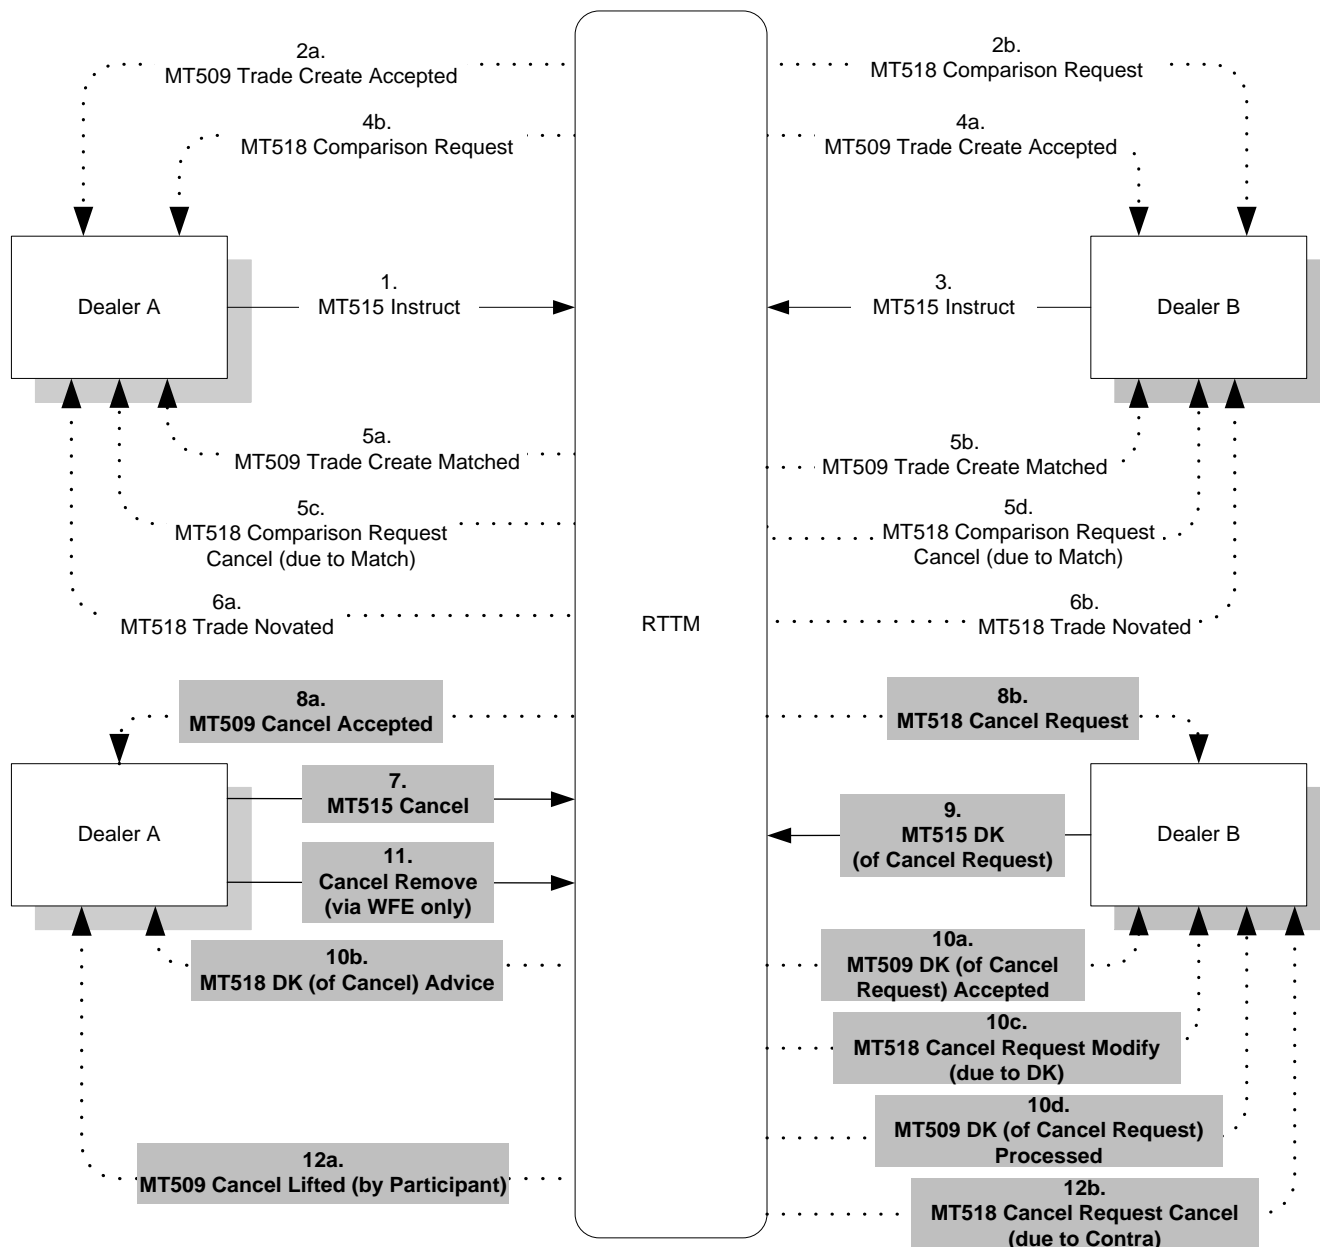 2a.
MT509 Trade Create Accepted
2b.
MT518 Comparison Request
4b.
MT518 Comparison Request
4a.
MT509 Trade Create Accepted
Dealer A
1.
MT515 Instruct
3.
MT515 Instruct
Dealer B
5a.
MT509 Trade Create Matched
5b.
MT509 Trade Create Matched
5c.
MT518 Comparison Request
Cancel (due to Match)
5d.
MT518 Comparison Request
Cancel (due to Match)
6a.
MT518 Trade Novated
RTTM
6b.
MT518 Trade Novated
8a.
MT509 Cancel Accepted
8b.
MT518 Cancel Request
Dealer A
7.
MT515 Cancel
9.
MT515 DK
(of Cancel Request)
Dealer B
11.
Cancel Remove
(via WFE only)
10b.
MT518 DK (of Cancel) Advice
10a.
MT509 DK (of Cancel
Request) Accepted
10c.
MT518 Cancel Request Modify
(due to DK)
10d.
MT509 DK (of Cancel Request)
Processed
12a.
MT509 Cancel Lifted (by Participant)
12b.
MT518 Cancel Request Cancel
(due to Contra)